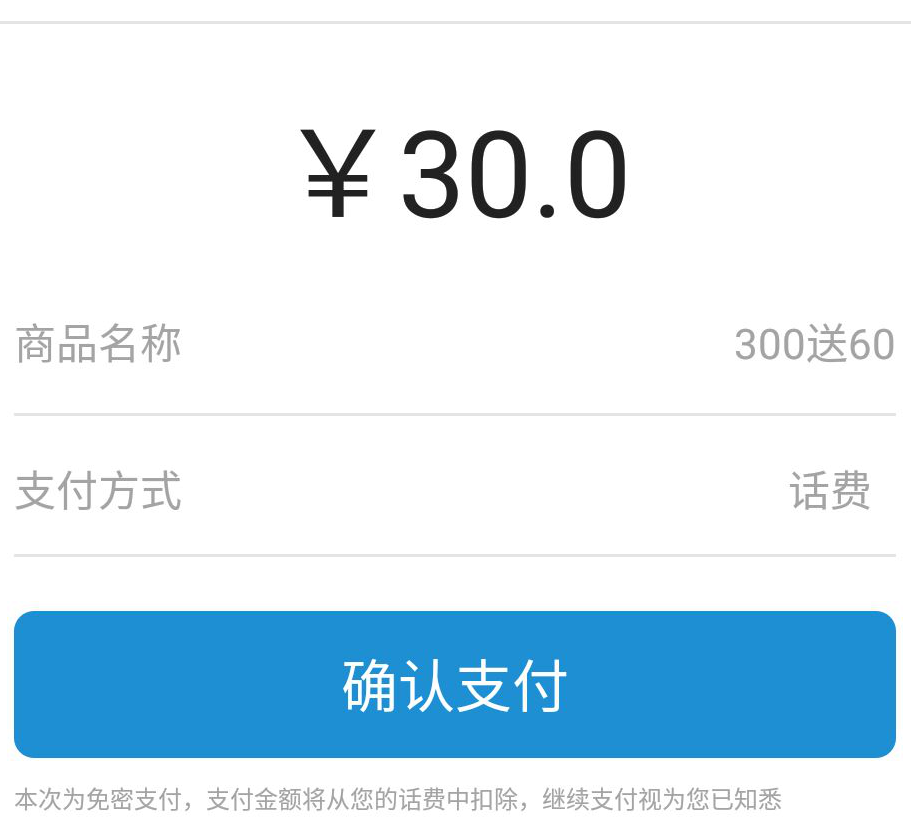 ¥ 30.0
商品名称 300送60
支付方式 话费
确认支付
本次为免密支付，支付金额将从您的话费中扣除，继续支付视为您已知悉